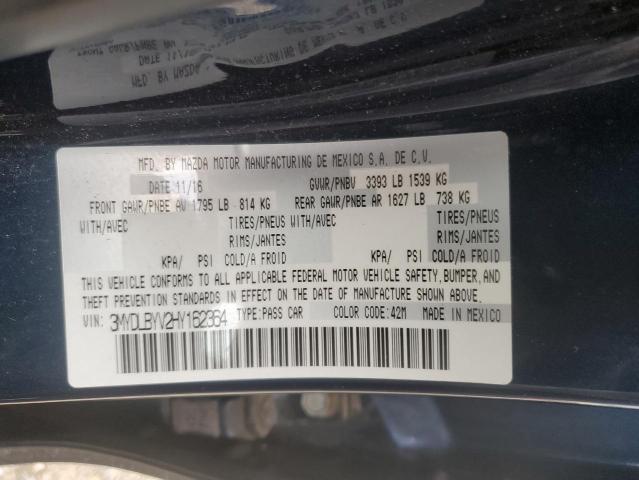 MFD. BY MAZDA MOTOR MANUFACTURING DE MEXICO S.A. DE C.V.
DATE 11/16 GVWR/PNBV 3393 LB 1539 KG
FRONT GAWR/PNBE AV 1795 LB 814 KG REAR GAWR/PNBE AR 1627 LB 738 KG
WITH/AVEC TIRES/PNEUS WITH/AVEC TIRES/PNEUS
RIMS/JANTES RIMS/JANTES
KPA/ PSI COLD/A FROID KPA/ PSI COLD/A FROID
THIS VEHICLE CONFORMS TO ALL APPLICABLE FEDERAL MOTOR VEHICLE SAFETY, BUMPER, AND
THEFT PREVENTION STANDARDS IN EFFECT ON THE DATE OF MANUFACTURE SHOWN ABOVE.
VIN: 3MYDLBYV2HY162364 TYPE:PASS CAR COLOR CODE:42M MADE IN MEXICO